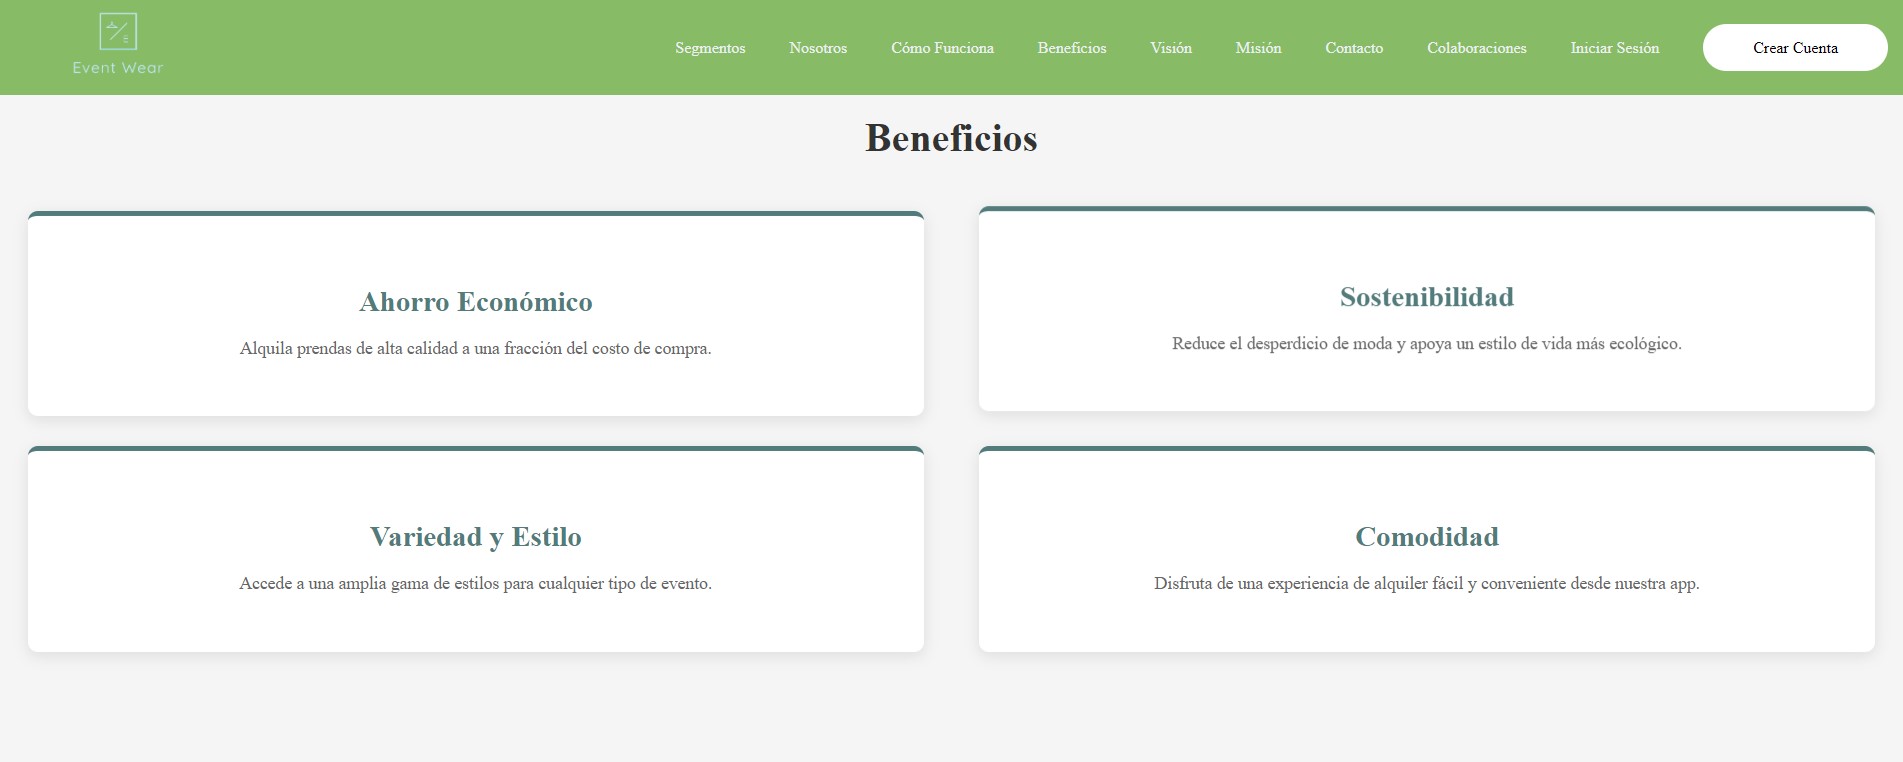 Event Wear
Segmentos Nosotros Cómo Funciona Beneficios Visión Misión Contacto Colaboraciones Iniciar Sesión Crear Cuenta
Beneficios
Ahorro Económico
Alquila prendas de alta calidad a una fracción del costo de compra.
Sostenibilidad
Reduce el desperdicio de moda y apoya un estilo de vida más ecológico.
Variedad y Estilo
Accede a una amplia gama de estilos para cualquier tipo de evento.
Comodidad
Disfruta de una experiencia de alquiler fácil y conveniente desde nuestra app.